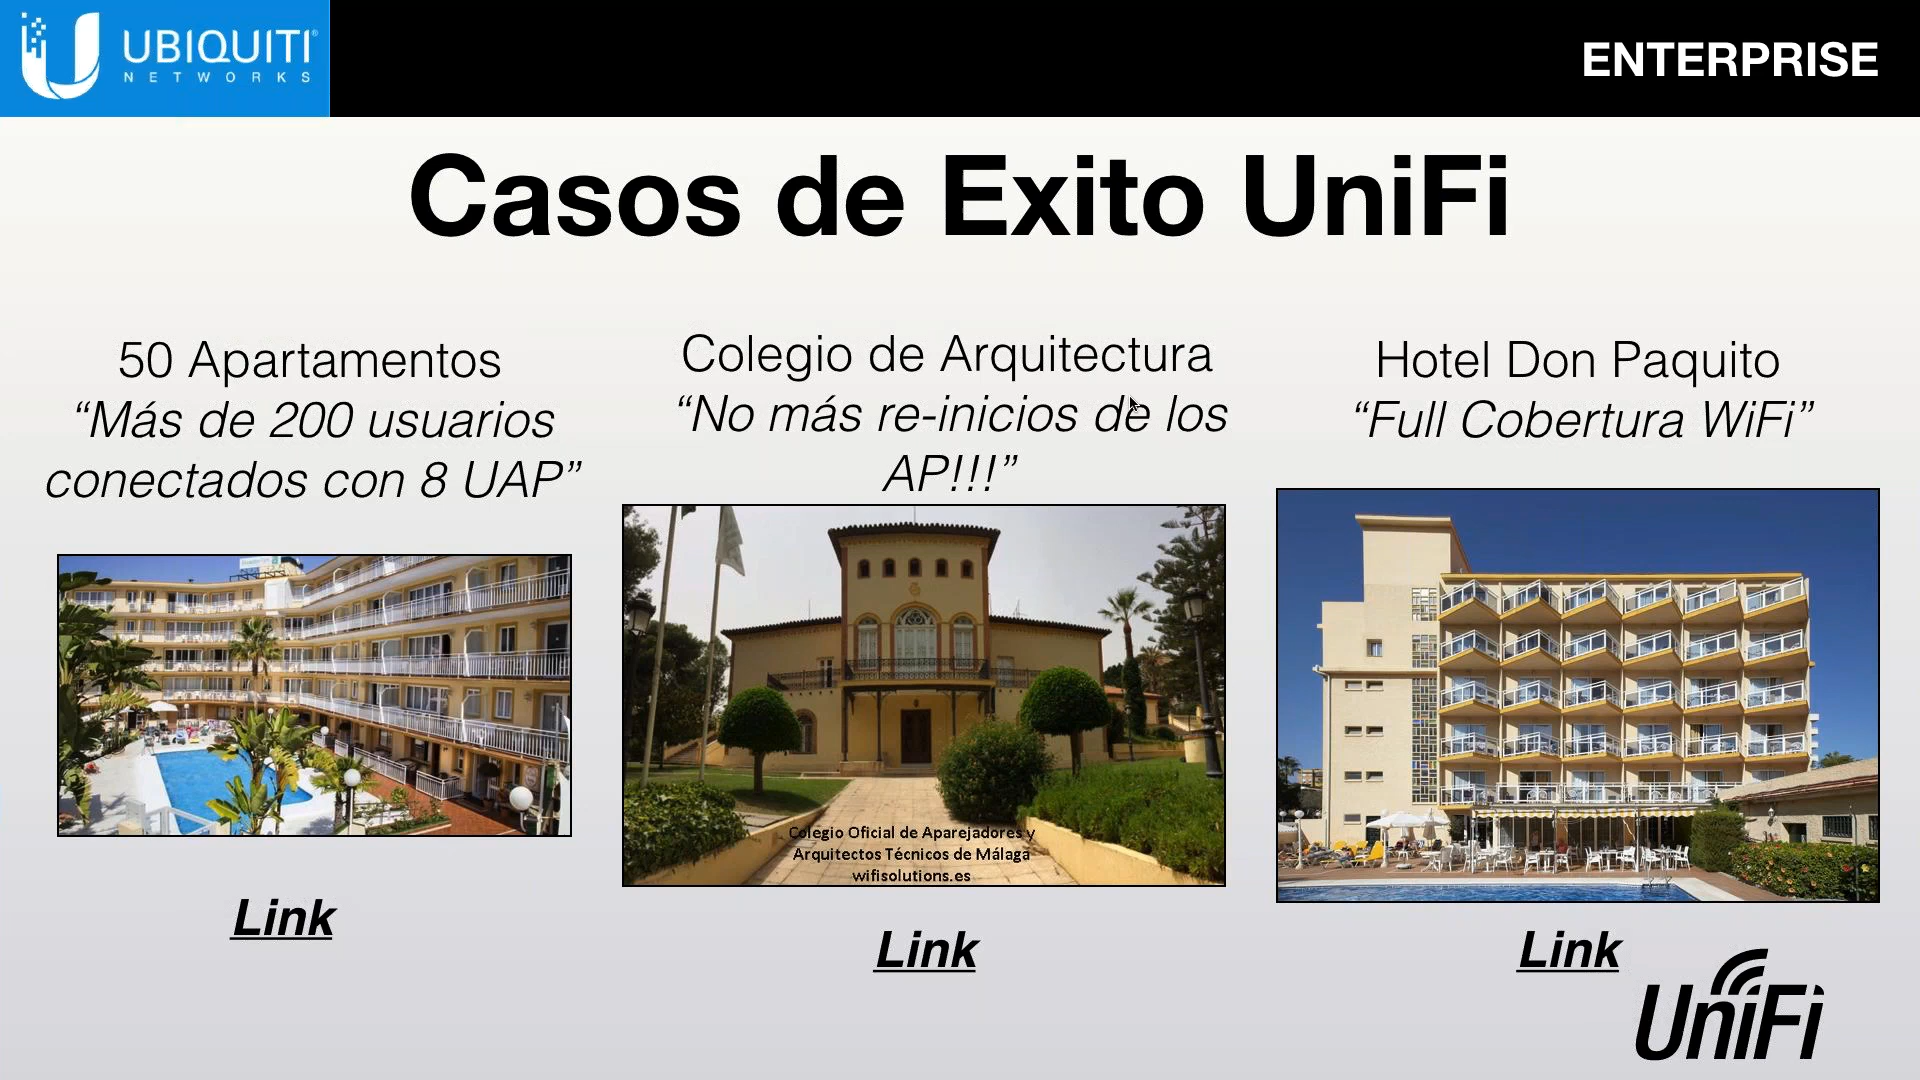 UBIQUITI®
NETWORKS
ENTERPRISE
Casos de Exito UniFi
50 Apartamentos
“Más de 200 usuarios
conectados con 8 UAP”
Colegio de Arquitectura
“No más re-inicios de los
AP!!!”
Hotel Don Paquito
“Full Cobertura WiFi”
Colegio Oficial de Aparejadores y
Arquitectos Técnicos de Málaga
wifisolutions.es
Link
Link
Link
UniFi